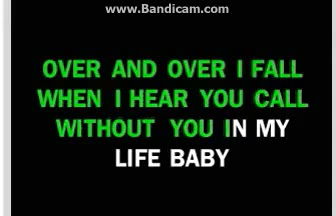 www.Bandicam.com
OVER AND OVER I FALL
WHEN I HEAR YOU CALL
WITHOUT YOU IN MY
LIFE BABY